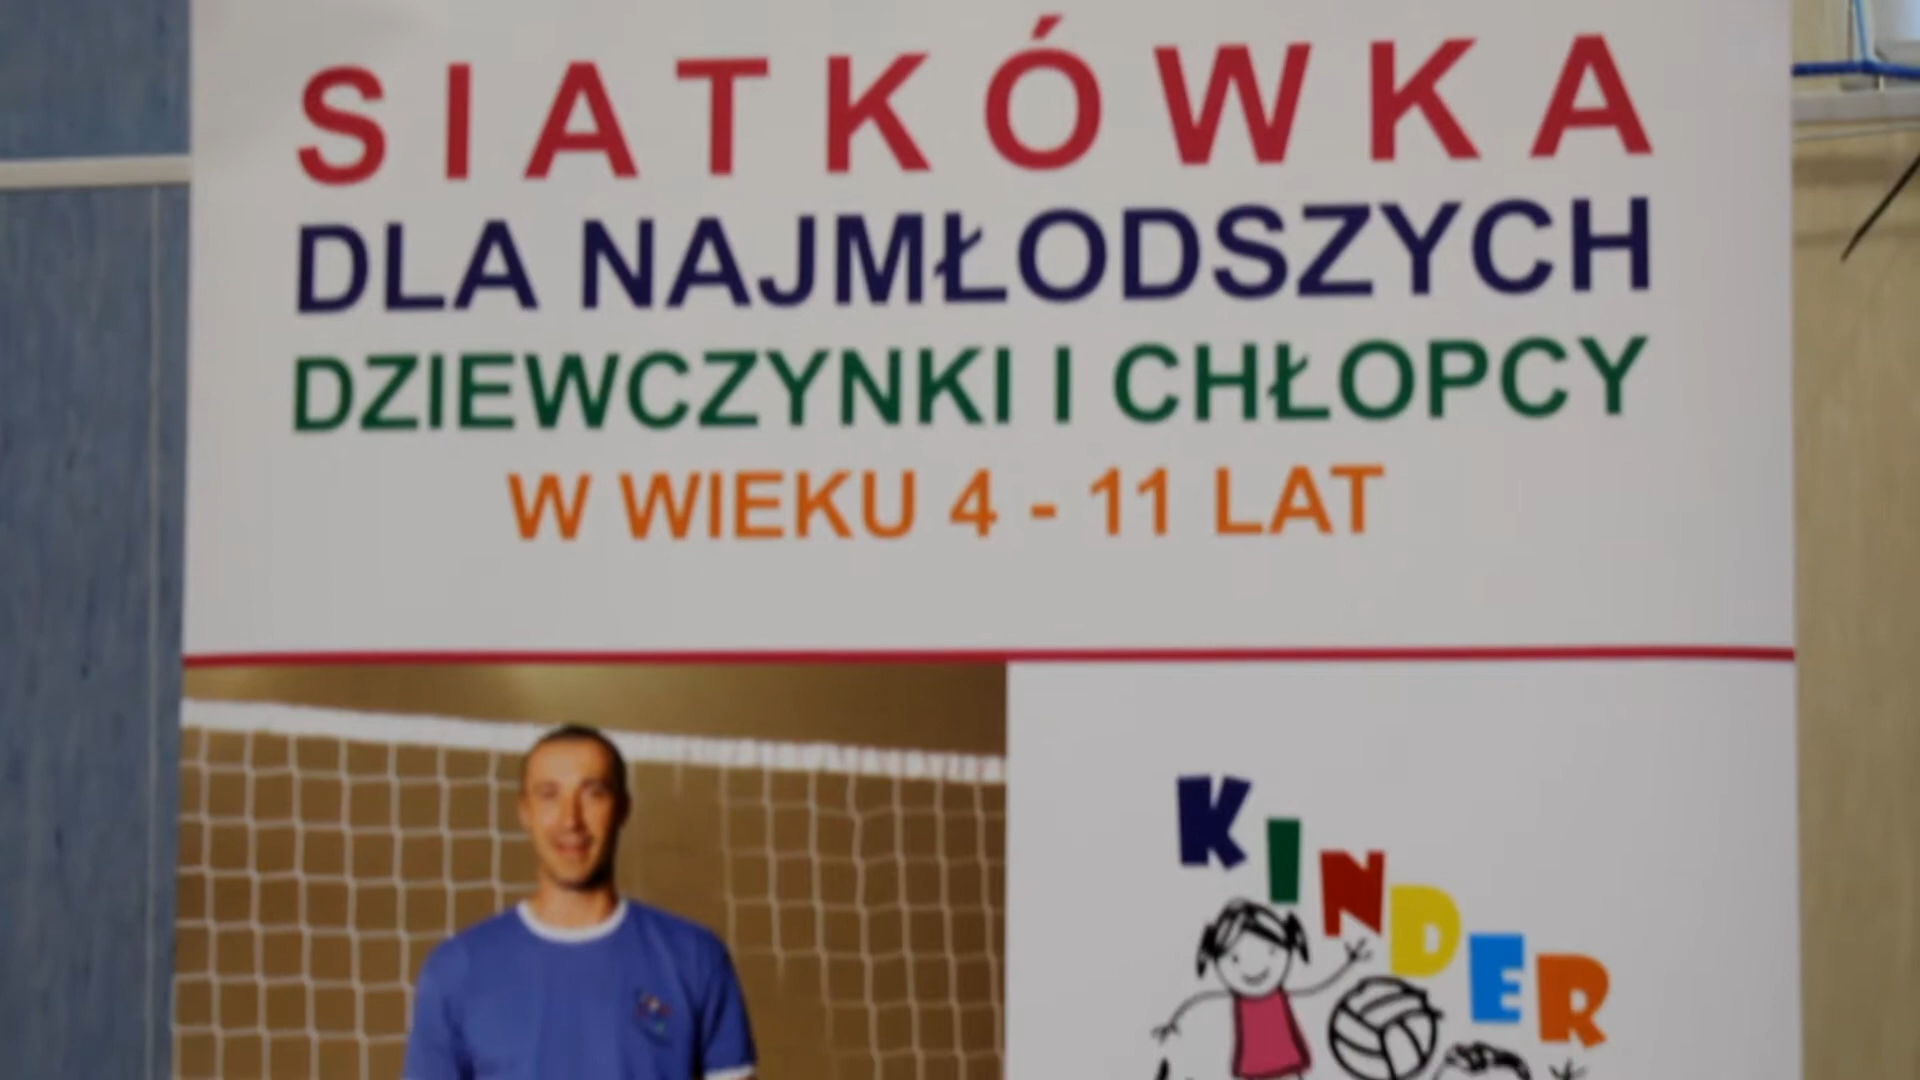 SIATKÓWKA
DLA NAJMŁODSZYCH
DZIEWCZYNKI I CHŁOPCY
W WIEKU 4 - 11 LAT
KINDER